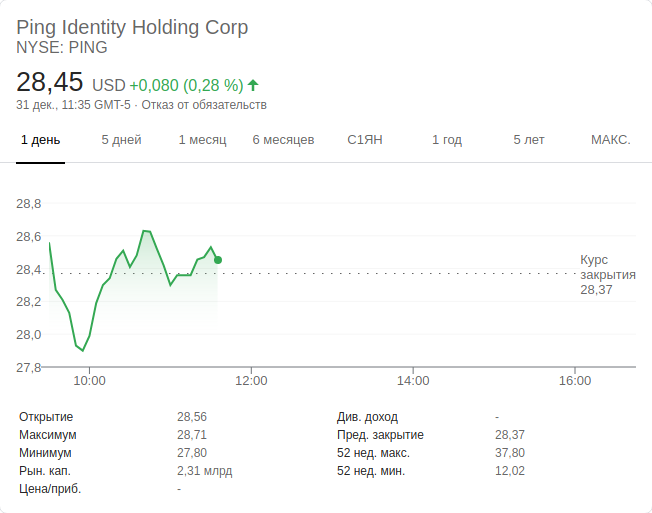 Ping Identity Holding Corp
NYSE: PING
28,45 USD +0,080 (0,28 %)
31 дек., 11:35 GMT-5 · Отказ от обязательств
1 день 5 дней 1 месяц 6 месяцев С1ЯН 1 год 5 лет МАКС.
28,8
28,6
28,4
28,2
28,0
27,8
Курс
закрытия
28,37
10:00 12:00 14:00 16:00
Открытие 28,56
Максимум 28,71
Минимум 27,80
Рын. кап. 2,31 млрд
Цена/приб. -
Див. доход -
Пред. закрытие 28,37
52 нед. макс. 37,80
52 нед. мин. 12,02